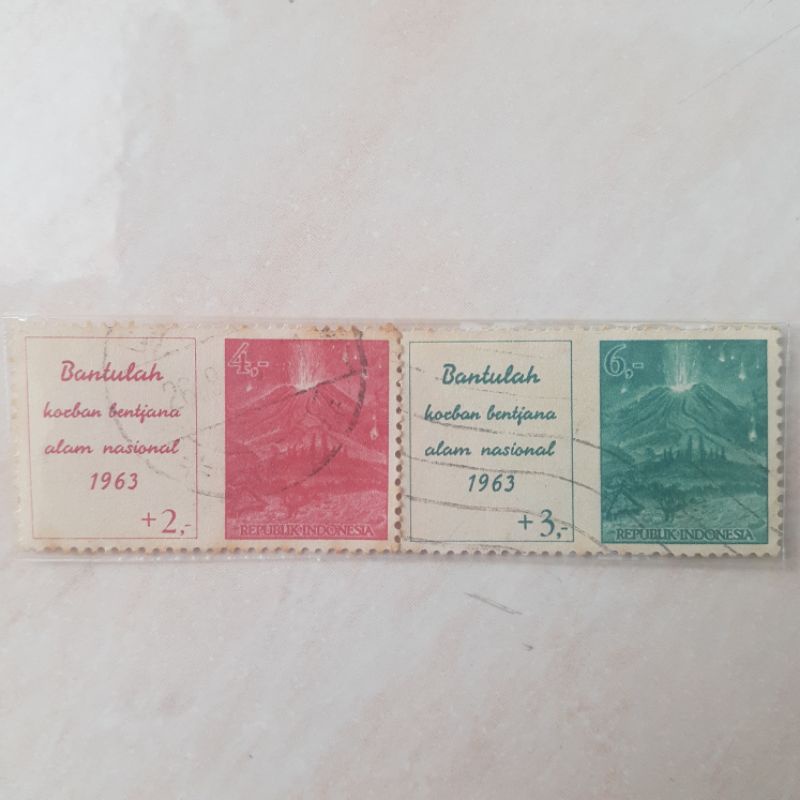 Bantulah
korban bentjana
alam nasional
1963
+2,-
4,-
REPUBLIK·INDONESIA
Bantulah
korban bentjana
alam nasional
1963
+3,-
6,-
REPUBLIK·INDONESIA